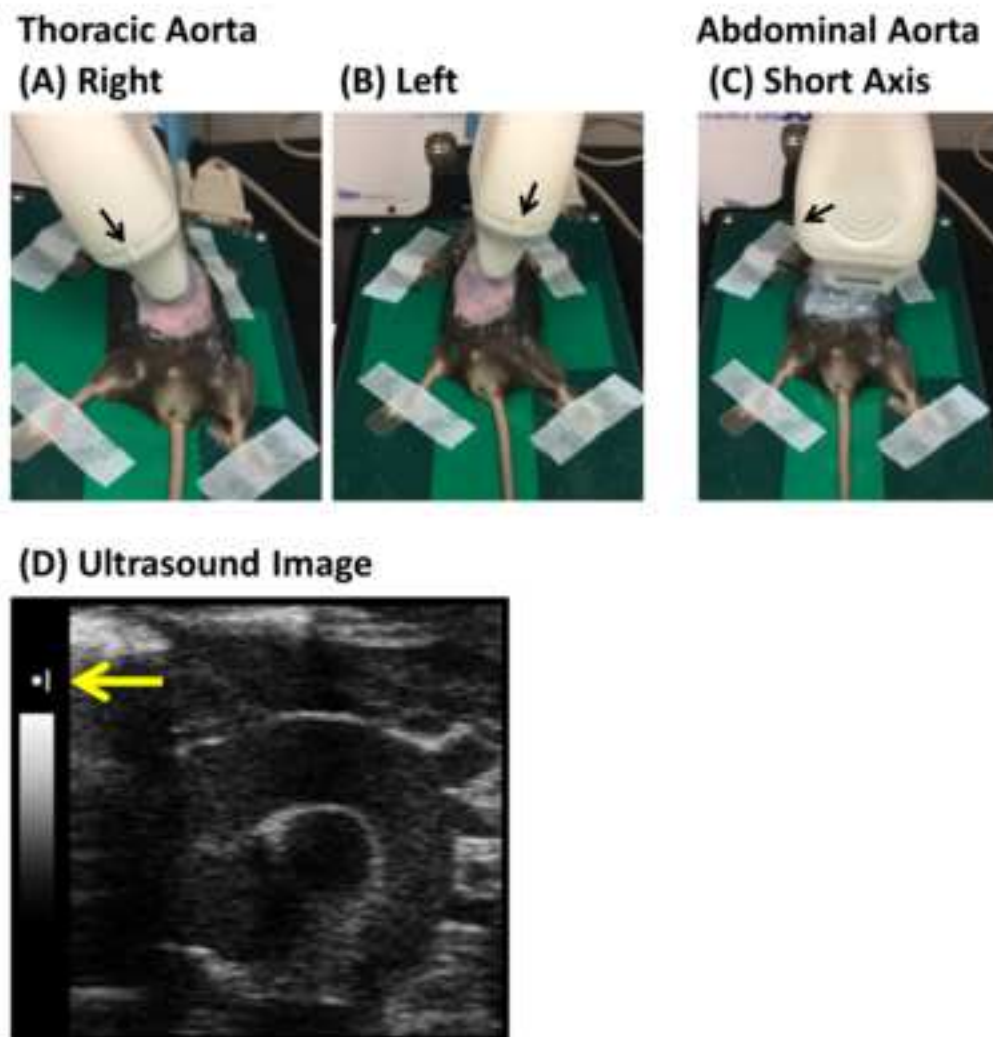 Thoracic Aorta
Abdominal Aorta
(A) Right
(B) Left
(C) Short Axis
(D) Ultrasound Image